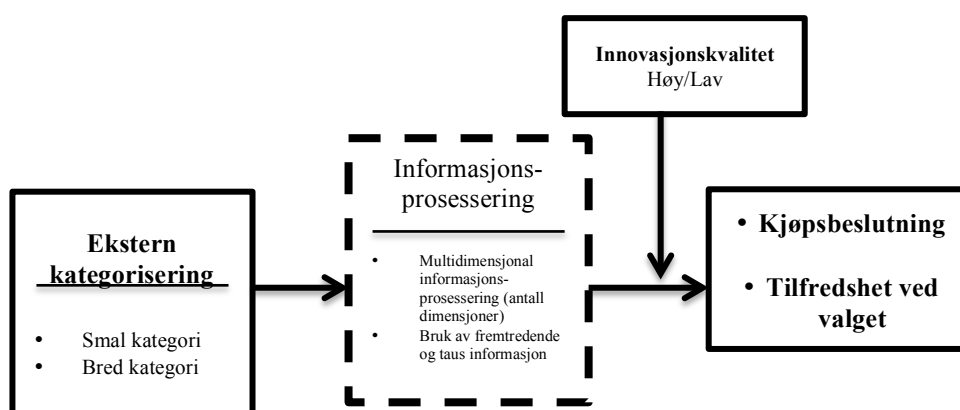 Innovasjonskvalitet
Høy/Lav
Informasjons-
prosessering
• Multidimensjonal
informasjons-
prosessering (antall
dimensjoner)
• Bruk av fremtredende
og taus informasjon
Ekstern
kategorisering
• Smal kategori
• Bred kategori
• Kjøpsbeslutning
• Tilfredshet ved
valget